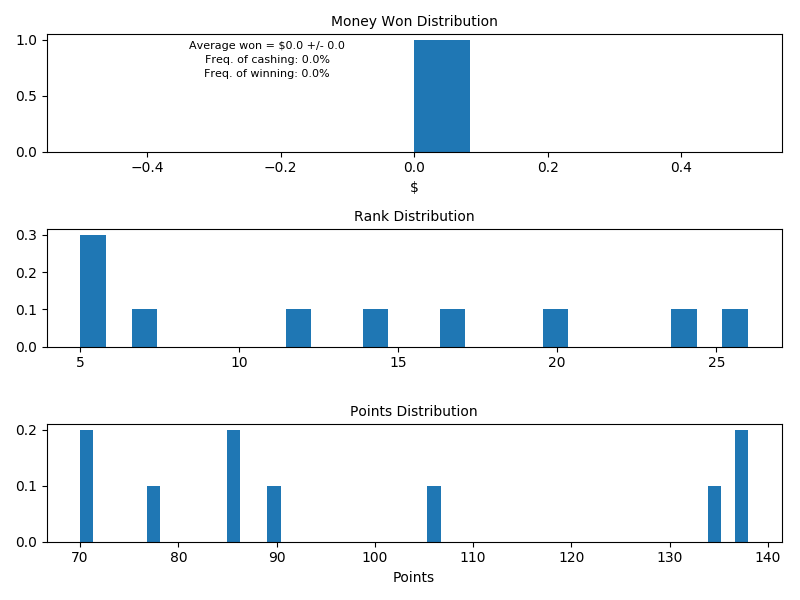 Money Won Distribution
1.0
Average won = $0.0 +/- 0.0
Freq. of cashing: 0.0%
Freq. of winning: 0.0%
0.5
0.0
−0.4 −0.2 0.0 0.2 0.4
$
Rank Distribution
0.3
0.2
0.1
0.0
5 10 15 20 25
Points Distribution
0.2
0.1
0.0
70 80 90 100 110 120 130 140
Points